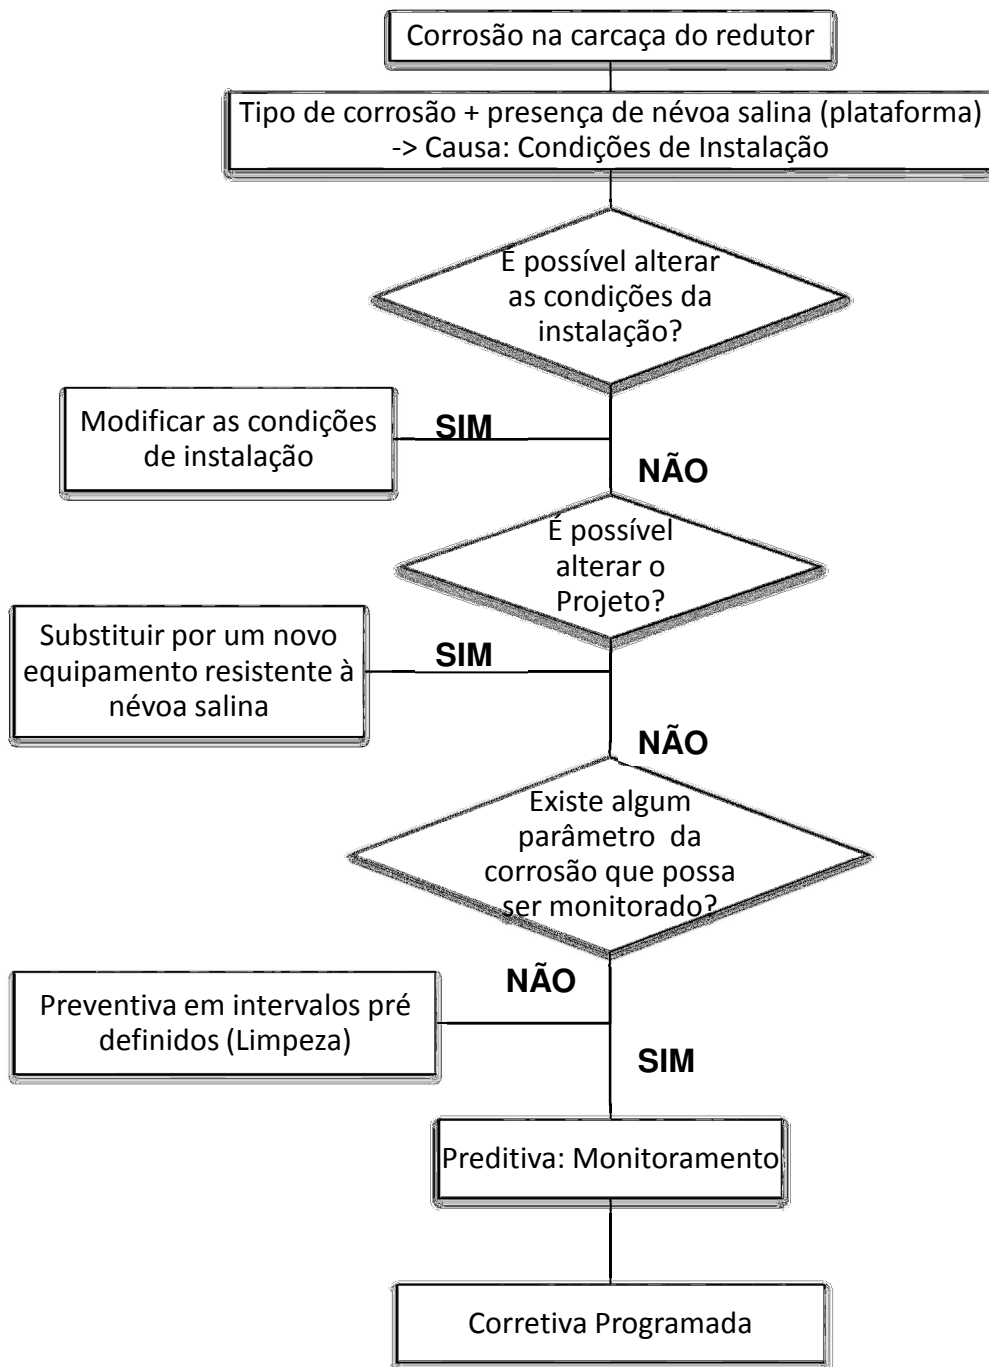 Corrosão na carcaça do redutor
Tipo de corrosão + presença de névoa salina (plataforma)
-> Causa: Condições de Instalação
É possível alterar
as condições da
instalação?
Modificar as condições
de instalação
SIM
NÃO
É possível
alterar o
Projeto?
Substituir por um novo
equipamento resistente à
névoa salina
SIM
NÃO
Existe algum
parâmetro da
corrosão que possa
ser monitorado?
NÃO
Preventiva em intervalos pré
definidos (Limpeza)
SIM
Preditiva: Monitoramento
Corretiva Programada